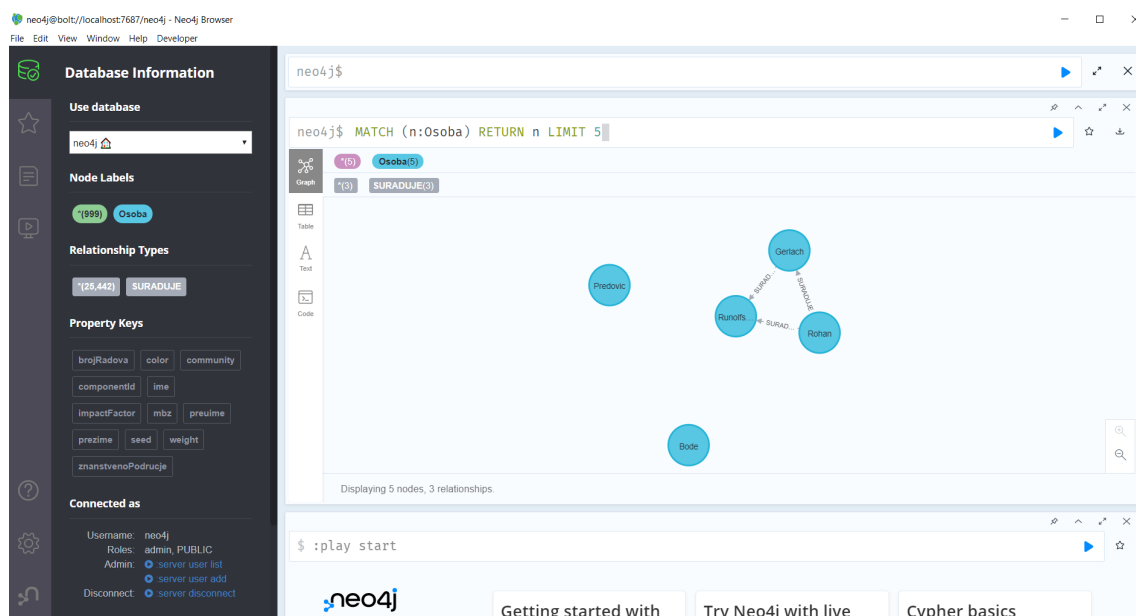 neo4j@bolt://localhost:7687/neo4j - Neo4j Browser
File Edit View Window Help Developer
Database Information
Use database
neo4j
Node Labels
*(999) Osoba
Relationship Types
*(25,442) SURADUJE
Property Keys
brojRadova color community
componentId ime
impactFactor mbz preuime
prezime seed weight
znanstvenoPodrucje
Connected as
Username: neo4j
Roles: admin, PUBLIC
Admin: :server user list
:server user add
Disconnect: :server disconnect
neo4j$
neo4j$ MATCH (n:Osoba) RETURN n LIMIT 5
Graph
Table
Text
Code
*(5) Osoba(5)
*(3) SURADUJE(3)
Gerlach
Predovic
SURAD...
SURADUJE
Runolfs...
SURAD...
Rohan
Bode
Displaying 5 nodes, 3 relationships.
$ :play start
neo4j
Getting started with
Try Neo4j with live
Cypher basics